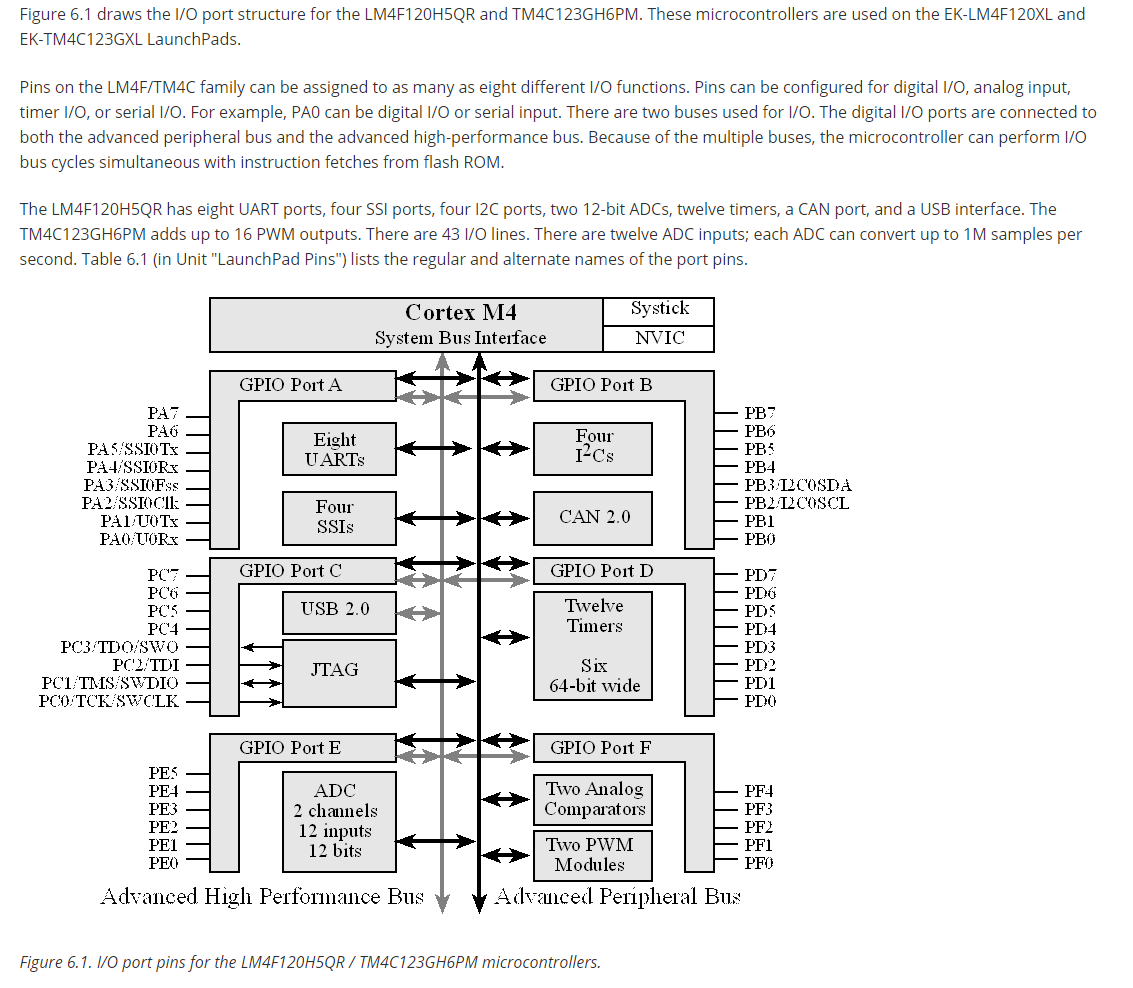 Figure 6.1 draws the I/O port structure for the LM4F120H5QR and TM4C123GH6PM. These microcontrollers are used on the EK-LM4F120XL and
EK-TM4C123GXL LaunchPads.
Pins on the LM4F/TM4C family can be assigned to as many as eight different I/O functions. Pins can be configured for digital I/O, analog input,
timer I/O, or serial I/O. For example, PA0 can be digital I/O or serial input. There are two buses used for I/O. The digital I/O ports are connected to
both the advanced peripheral bus and the advanced high-performance bus. Because of the multiple buses, the microcontroller can perform I/O
bus cycles simultaneous with instruction fetches from flash ROM.
The LM4F120H5QR has eight UART ports, four SSI ports, four I2C ports, two 12-bit ADCs, twelve timers, a CAN port, and a USB interface. The
TM4C123GH6PM adds up to 16 PWM outputs. There are 43 I/O lines. There are twelve ADC inputs; each ADC can convert up to 1M samples per
second. Table 6.1 (in Unit "LaunchPad Pins") lists the regular and alternate names of the port pins.
Cortex M4
System Bus Interface
Systick
NVIC
GPIO Port A
PA7
PA6
PA5/SSI0Tx
PA4/SSI0Rx
PA3/SSI0Fss
PA2/SSI0Clk
PA1/U0Tx
PA0/U0Rx
Eight
UARTs
Four
SSIs
GPIO Port B
Four
I²Cs
CAN 2.0
PB7
PB6
PB5
PB4
PB3/I2C0SDA
PB2/I2C0SCL
PB1
PB0
GPIO Port C
PC7
PC6
PC5
PC4
PC3/TDO/SWO
PC2/TDI
PC1/TMS/SWDIO
PC0/TCK/SWCLK
USB 2.0
JTAG
GPIO Port D
Twelve
Timers
Six
64-bit wide
PD7
PD6
PD5
PD4
PD3
PD2
PD1
PD0
GPIO Port E
PE5
PE4
PE3
PE2
PE1
PE0
ADC
2 channels
12 inputs
12 bits
GPIO Port F
Two Analog
Comparators
Two PWM
Modules
PF4
PF3
PF2
PF1
PF0
Advanced High Performance Bus
Advanced Peripheral Bus
Figure 6.1. I/O port pins for the LM4F120H5QR / TM4C123GH6PM microcontrollers.